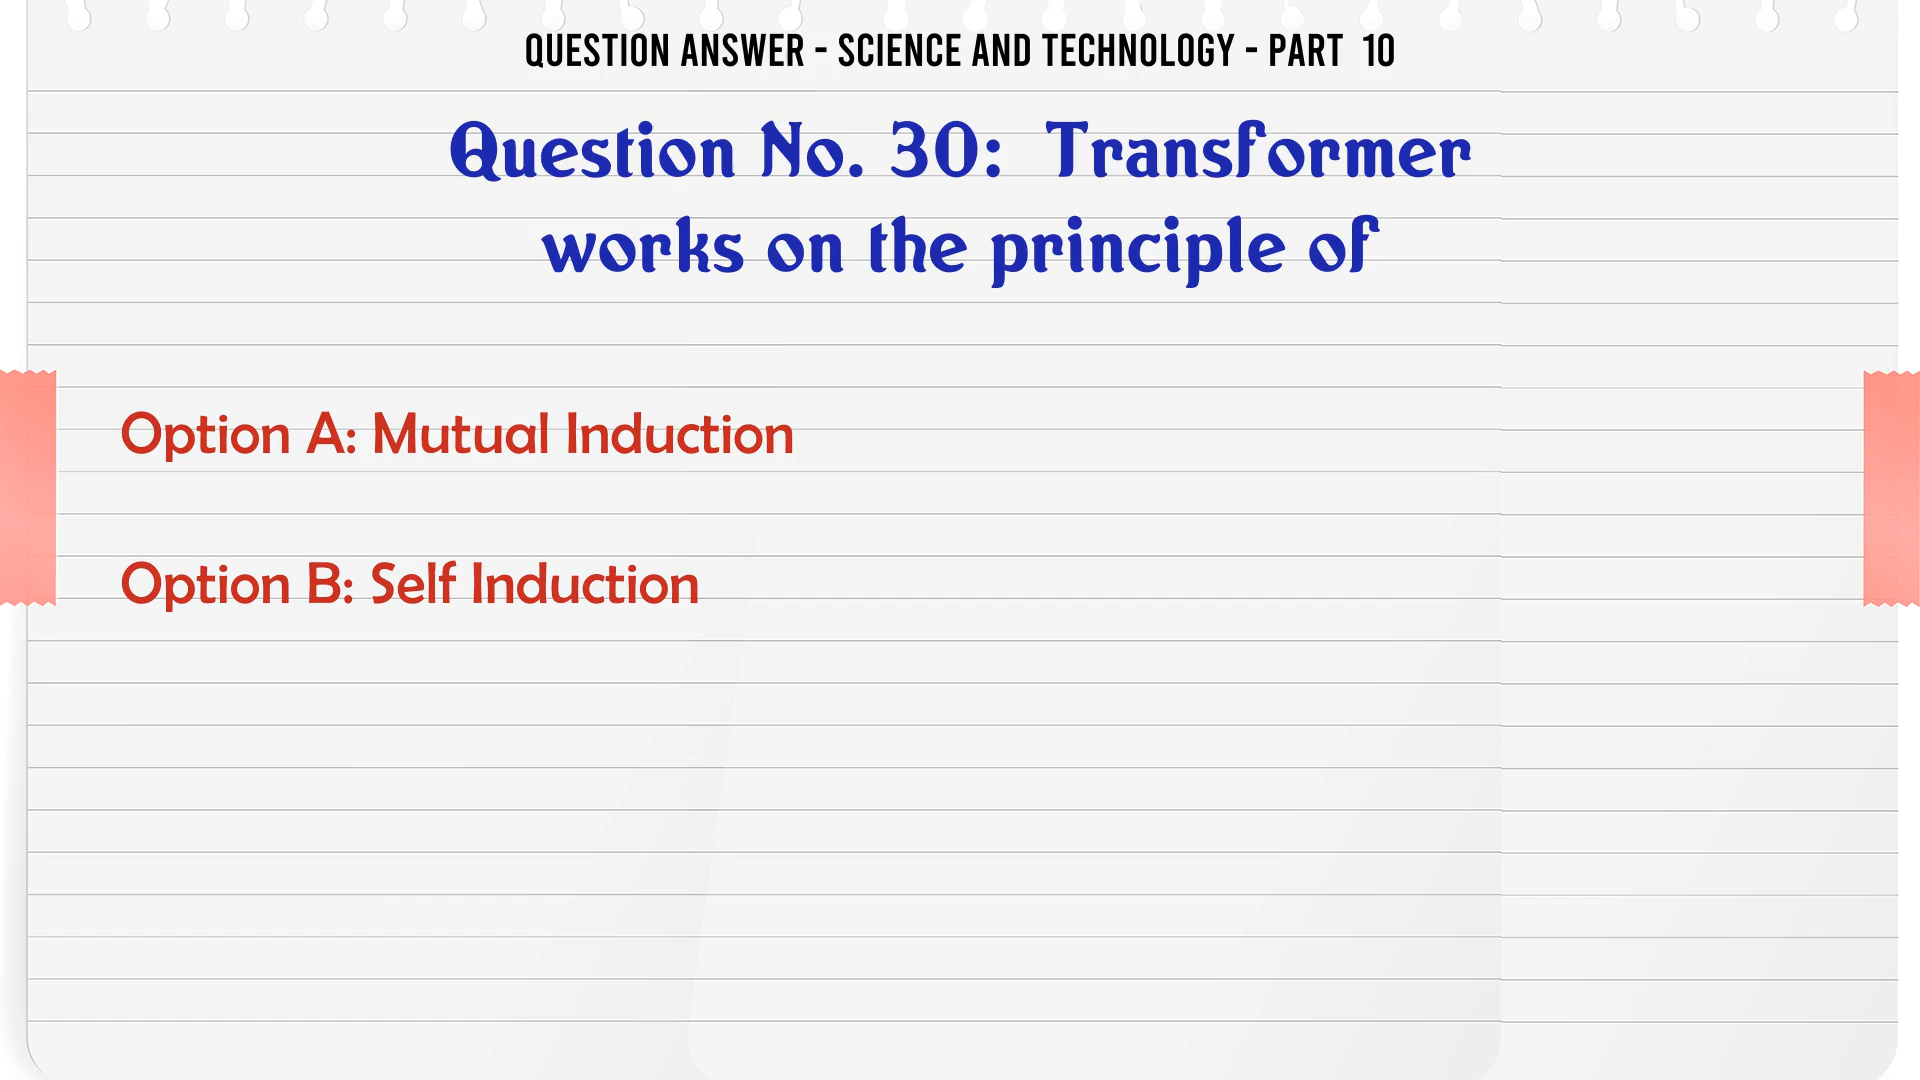 QUESTION ANSWER - SCIENCE AND TECHNOLOGY - PART 10
Question No. 30: Transformer
works on the principle of
Option A: Mutual Induction
Option B: Self Induction